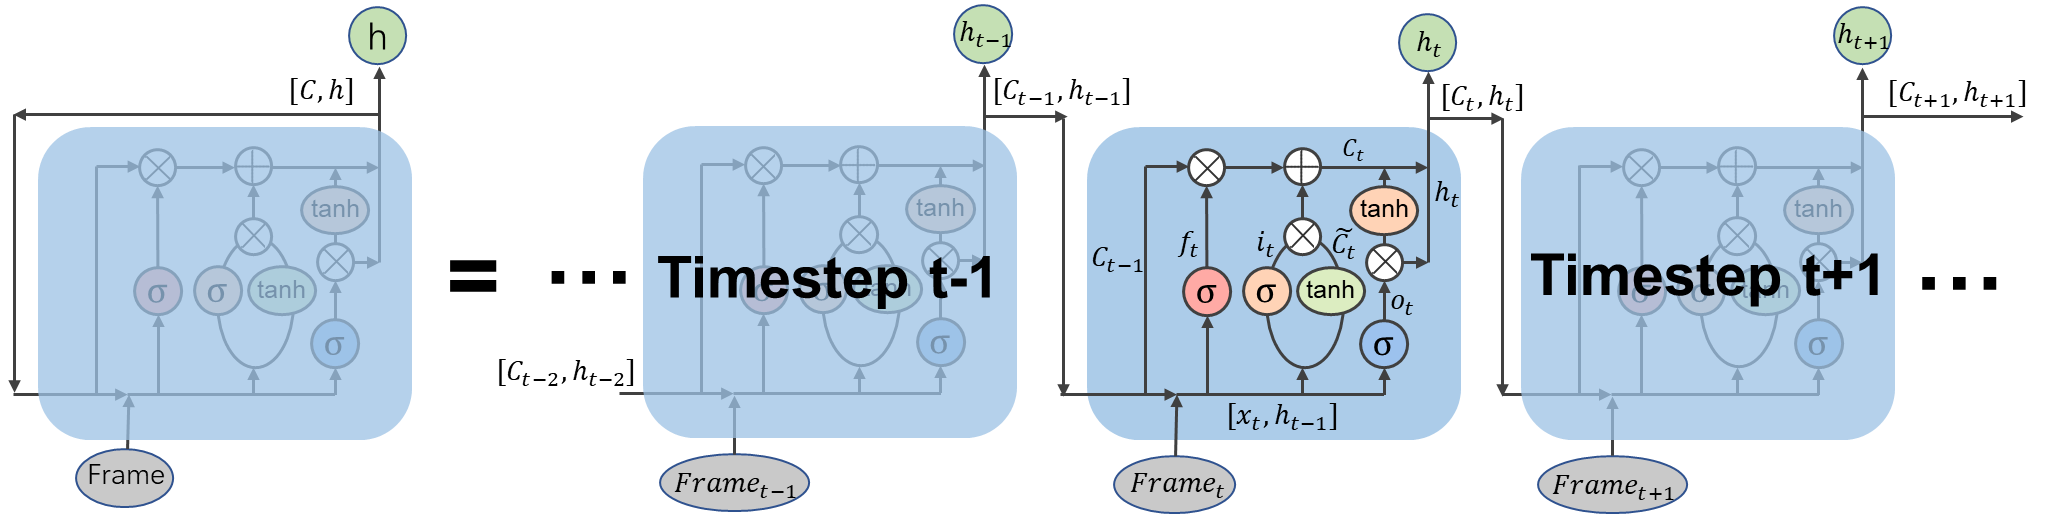 h
[C, h]
tanh
σ
σ
tanh
σ
Frame
=
...
h_{t−1}
[C_{t−1}, h_{t−1}]
tanh
Timestep t-1
σ
σ
tanh
σ
[C_{t−2}, h_{t−2}]
Frame_{t−1}
h_t
[C_t, h_t]
C_t
tanh
h_t
C_{t−1}
f_t
i_t
C̃_t
σ
σ
tanh
o_t
σ
[x_t, h_{t−1}]
Frame_t
h_{t+1}
[C_{t+1}, h_{t+1}]
tanh
Timestep t+1
...
σ
σ
tanh
σ
Frame_{t+1}